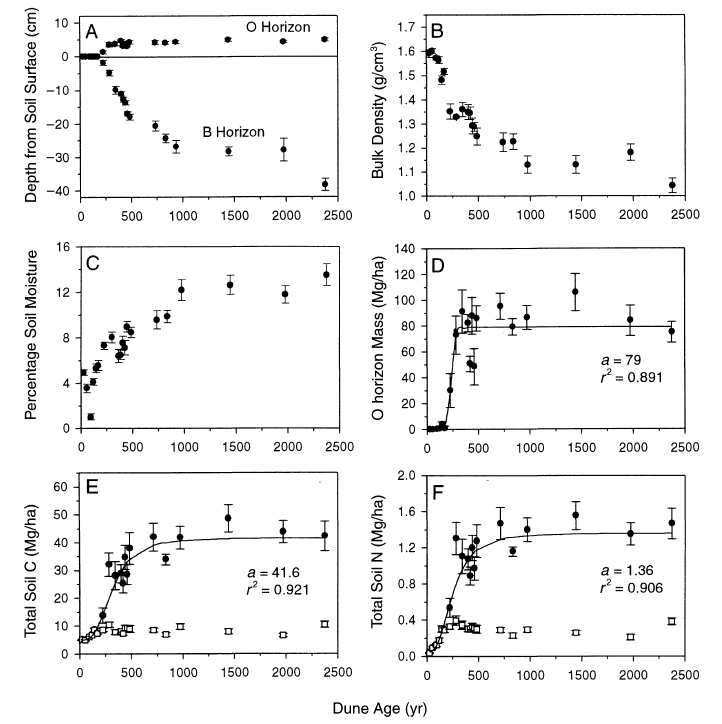 A
O Horizon
B Horizon
Depth from Soil Surface (cm)
10
0
−10
−20
−30
−40
0 500 1000 1500 2000 2500
B
Bulk Density (g/cm³)
1.7
1.6
1.5
1.4
1.3
1.2
1.1
1.0
0 500 1000 1500 2000 2500
C
Percentage Soil Moisture
16
12
8
4
0
0 500 1000 1500 2000 2500
D
O horizon Mass (Mg/ha)
140
120
100
80
60
40
20
0
a = 79
r² = 0.891
0 500 1000 1500 2000 2500
E
Total Soil C (Mg/ha)
60
50
40
30
20
10
0
a = 41.6
r² = 0.921
0 500 1000 1500 2000 2500
F
Total Soil N (Mg/ha)
2.0
1.6
1.2
0.8
0.4
0.0
a = 1.36
r² = 0.906
0 500 1000 1500 2000 2500
Dune Age (yr)